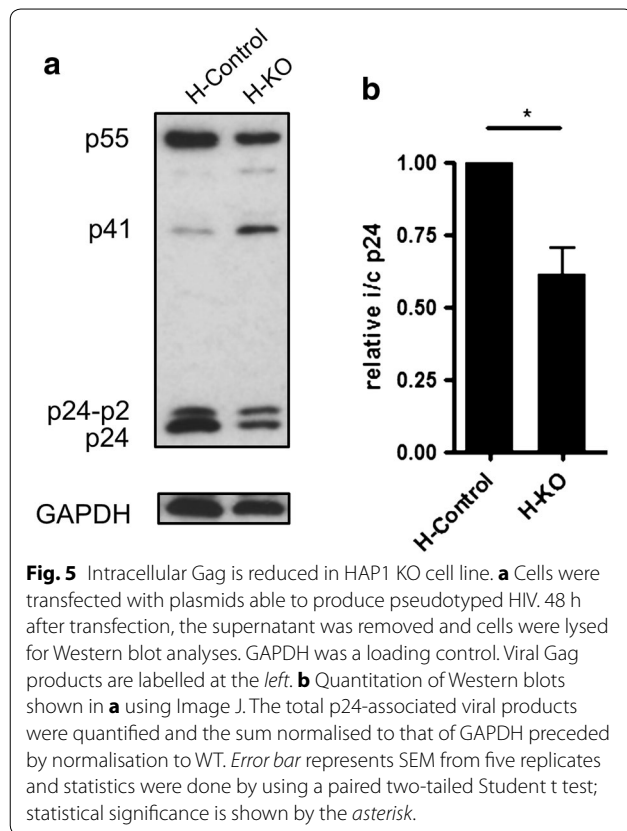 a
H-Control
H-KO
p55
p41
p24-p2
p24
GAPDH
b
*
relative i/c p24
1.00
0.75
0.50
0.25
0.00
H-Control
H-KO
Fig. 5 Intracellular Gag is reduced in HAP1 KO cell line. a Cells were
transfected with plasmids able to produce pseudotyped HIV. 48 h
after transfection, the supernatant was removed and cells were lysed
for Western blot analyses. GAPDH was a loading control. Viral Gag
products are labelled at the left. b Quantitation of Western blots
shown in a using Image J. The total p24-associated viral products
were quantified and the sum normalised to that of GAPDH preceded
by normalisation to WT. Error bar represents SEM from five replicates
and statistics were done by using a paired two-tailed Student t test;
statistical significance is shown by the asterisk.